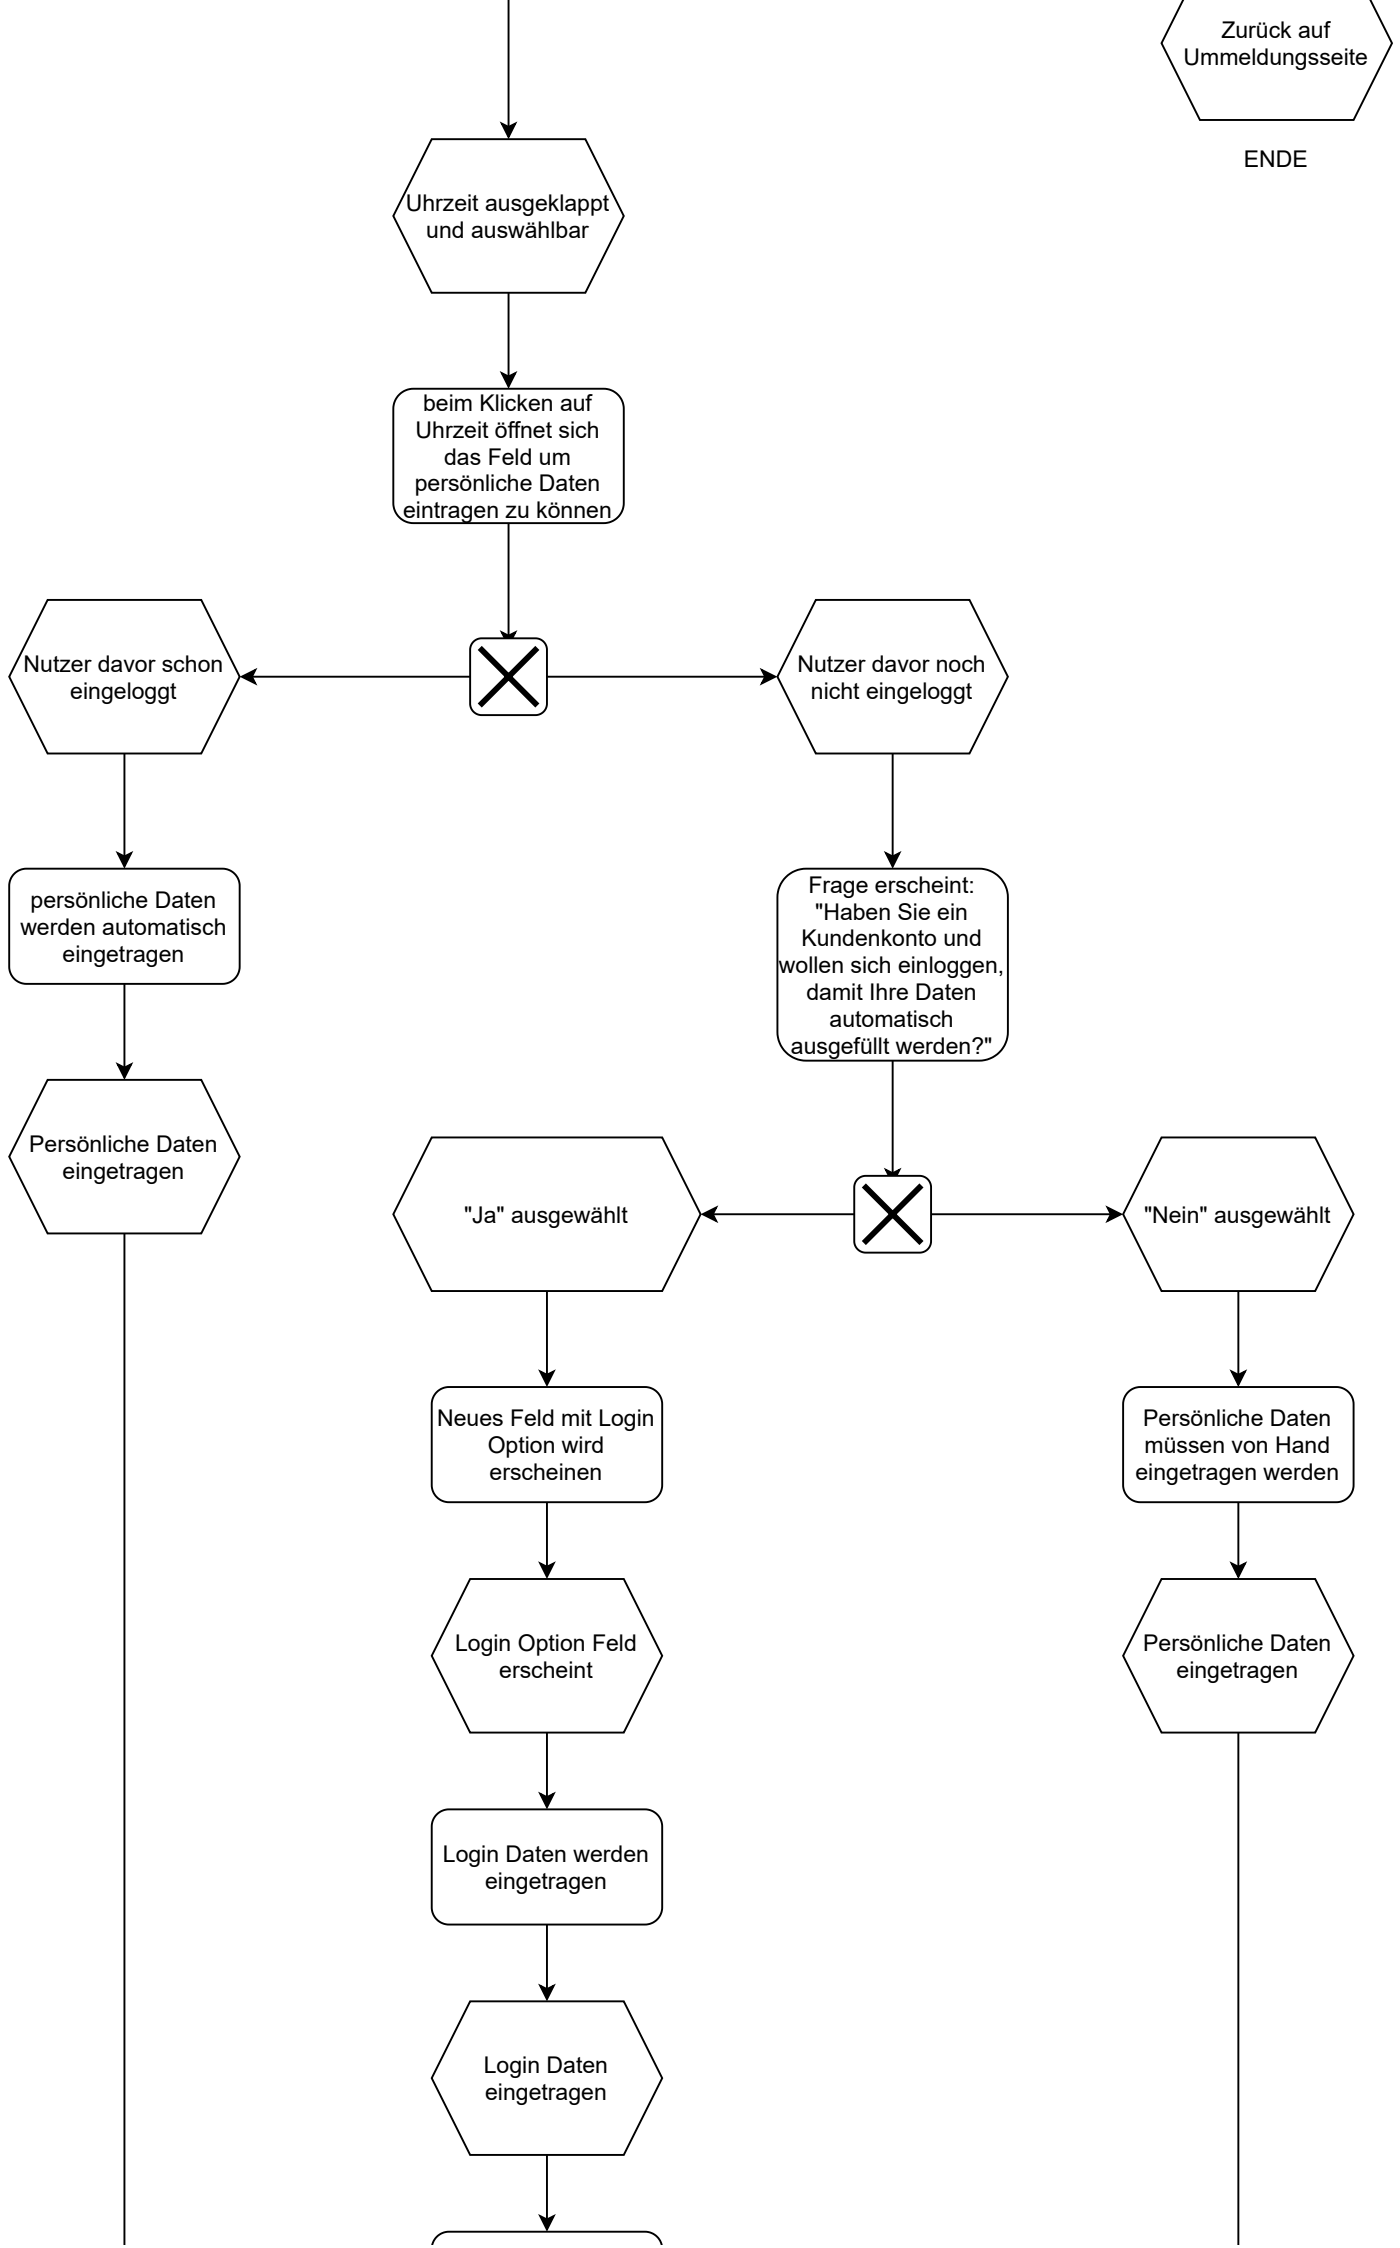 Zurück auf
Ummeldungsseite
ENDE
Uhrzeit ausgeklappt
und auswählbar
beim Klicken auf
Uhrzeit öffnet sich
das Feld um
persönliche Daten
eintragen zu können
Nutzer davor schon
eingeloggt
Nutzer davor noch
nicht eingeloggt
persönliche Daten
werden automatisch
eingetragen
Frage erscheint:
"Haben Sie ein
Kundenkonto und
wollen sich einloggen,
damit Ihre Daten
automatisch
ausgefüllt werden?"
Persönliche Daten
eingetragen
"Ja" ausgewählt
"Nein" ausgewählt
Neues Feld mit Login
Option wird
erscheinen
Persönliche Daten
müssen von Hand
eingetragen werden
Login Option Feld
erscheint
Persönliche Daten
eingetragen
Login Daten werden
eingetragen
Login Daten
eingetragen